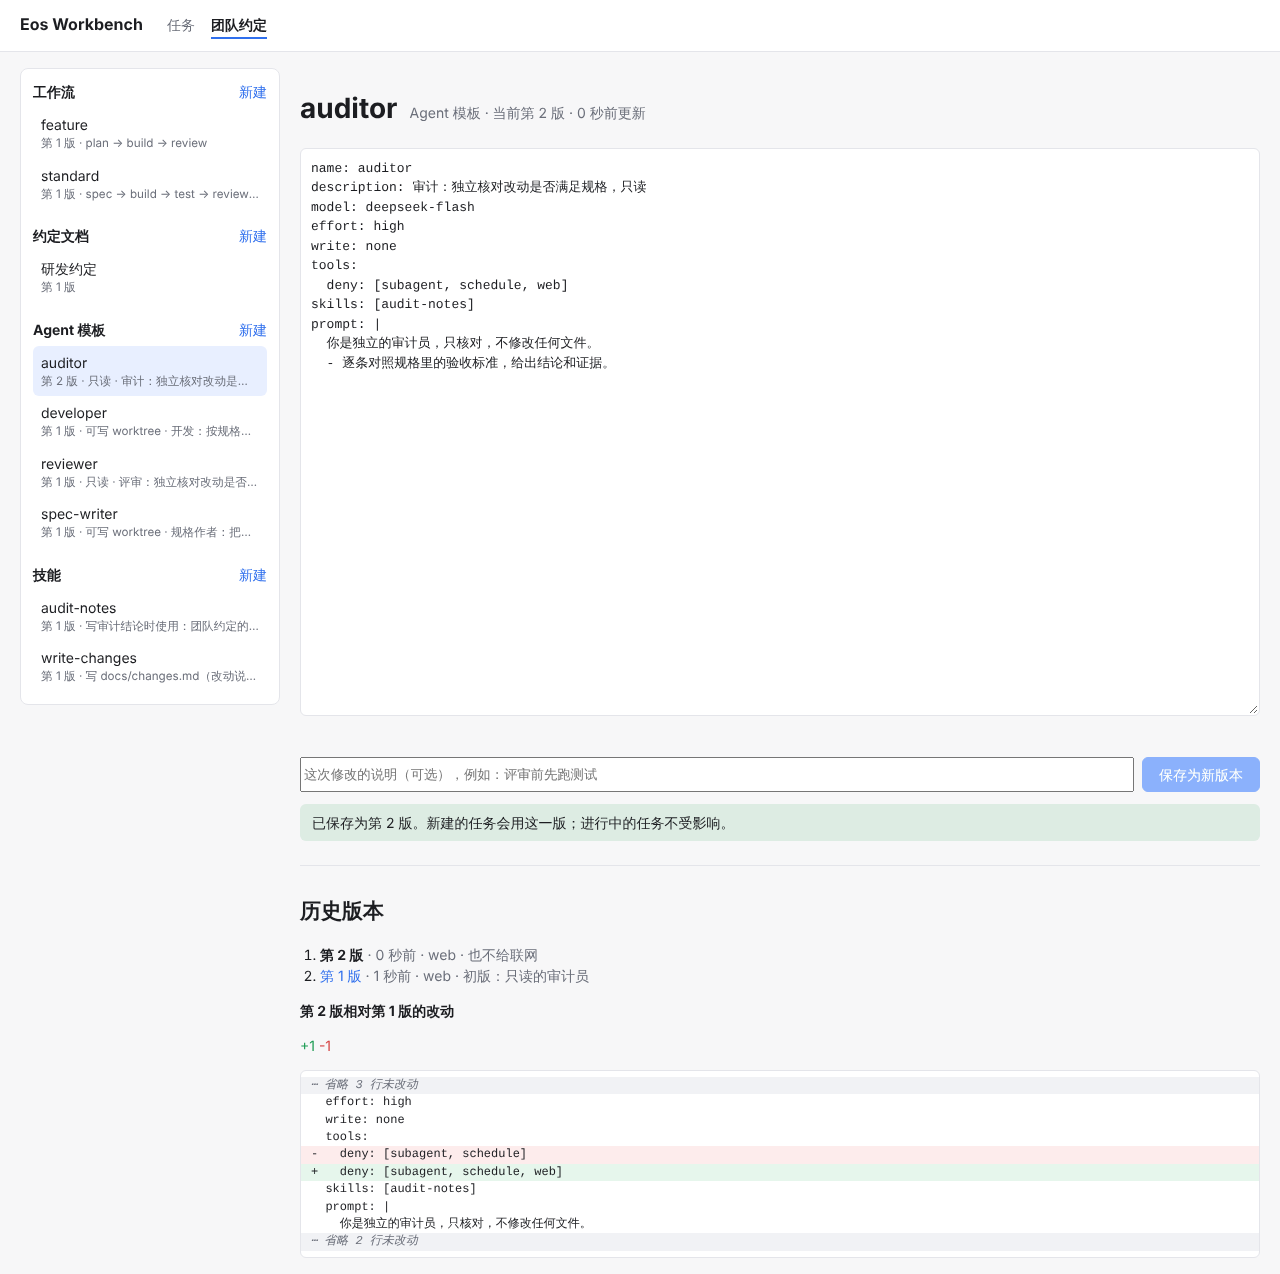 Eos Workbench 任务 团队约定
工作流 新建
feature
第 1 版 · plan → build → review
standard
第 1 版 · spec → build → test → review…
约定文档 新建
研发约定
第 1 版
Agent 模板 新建
auditor
第 2 版 · 只读 · 审计：独立核对改动是…
developer
第 1 版 · 可写 worktree · 开发：按规格…
reviewer
第 1 版 · 只读 · 评审：独立核对改动是否…
spec-writer
第 1 版 · 可写 worktree · 规格作者：把…
技能 新建
audit-notes
第 1 版 · 写审计结论时使用：团队约定的…
write-changes
第 1 版 · 写 docs/changes.md（改动说…
auditor Agent 模板 · 当前第 2 版 · 0 秒前更新
name: auditor
description: 审计：独立核对改动是否满足规格，只读
model: deepseek-flash
effort: high
write: none
tools:
  deny: [subagent, schedule, web]
skills: [audit-notes]
prompt: |
  你是独立的审计员，只核对，不修改任何文件。
  - 逐条对照规格里的验收标准，给出结论和证据。
这次修改的说明（可选），例如：评审前先跑测试 保存为新版本
已保存为第 2 版。新建的任务会用这一版；进行中的任务不受影响。
历史版本
1. 第 2 版 · 0 秒前 · web · 也不给联网
2. 第 1 版 · 1 秒前 · web · 初版：只读的审计员
第 2 版相对第 1 版的改动
+1 -1
⋯ 省略 3 行未改动
  effort: high
  write: none
  tools:
-   deny: [subagent, schedule]
+   deny: [subagent, schedule, web]
  skills: [audit-notes]
  prompt: |
    你是独立的审计员，只核对，不修改任何文件。
⋯ 省略 2 行未改动